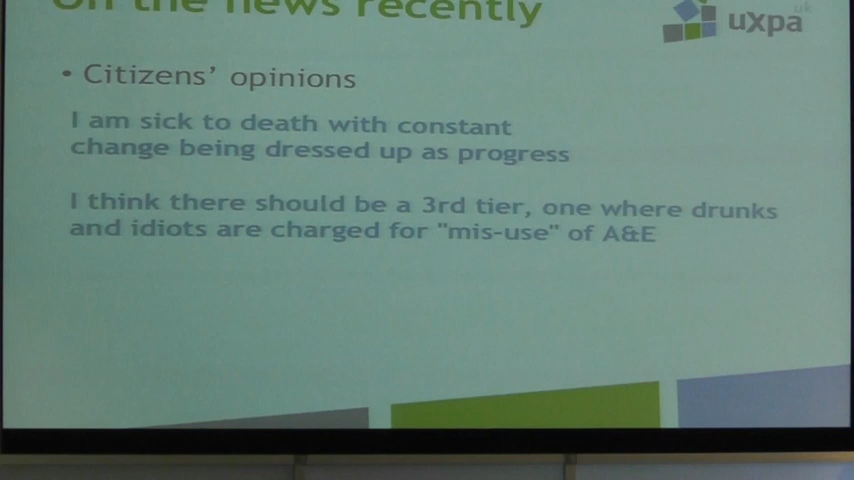 On the news recently
uxpa uk
• Citizens' opinions
I am sick to death with constant
change being dressed up as progress
I think there should be a 3rd tier, one where drunks
and idiots are charged for "mis-use" of A&E